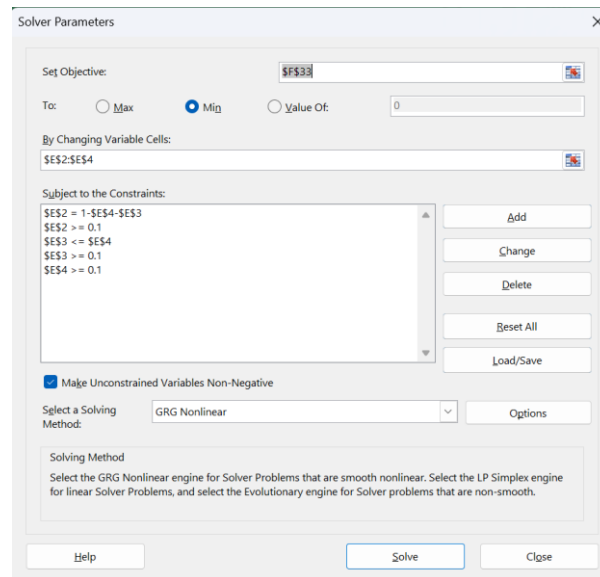 Solver Parameters
Set Objective:
$F$33
To:
Max
Min
Value Of:
0
By Changing Variable Cells:
$E$2:$E$4
Subject to the Constraints:
$E$2 = 1-$E$4-$E$3
$E$2 >= 0.1
$E$3 <= $E$4
$E$3 >= 0.1
$E$4 >= 0.1
Add
Change
Delete
Reset All
Load/Save
Make Unconstrained Variables Non-Negative
Select a Solving
Method:
GRG Nonlinear
Options
Solving Method
Select the GRG Nonlinear engine for Solver Problems that are smooth nonlinear. Select the LP Simplex engine
for linear Solver Problems, and select the Evolutionary engine for Solver problems that are non-smooth.
Help
Solve
Close